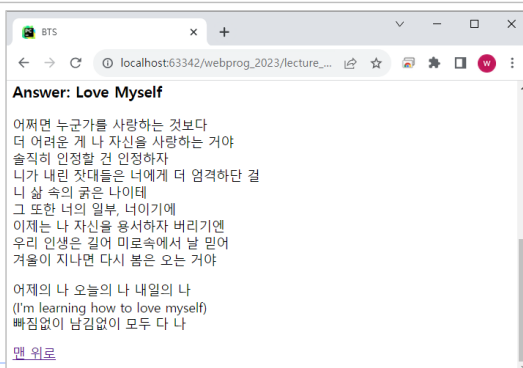 BTS
localhost:63342/webprog_2023/lecture_...
w
Answer: Love Myself
어쩌면 누군가를 사랑하는 것보다
더 어려운 게 나 자신을 사랑하는 거야
솔직히 인정할 건 인정하자
니가 내린 잣대들은 너에게 더 엄격하단 걸
니 삶 속의 굵은 나이테
그 또한 너의 일부, 너이기에
이제는 나 자신을 용서하자 버리기엔
우리 인생은 길어 미로속에서 날 믿어
겨울이 지나면 다시 봄은 오는 거야
어제의 나 오늘의 나 내일의 나
(I'm learning how to love myself)
빠짐없이 남김없이 모두 다 나
맨 위로